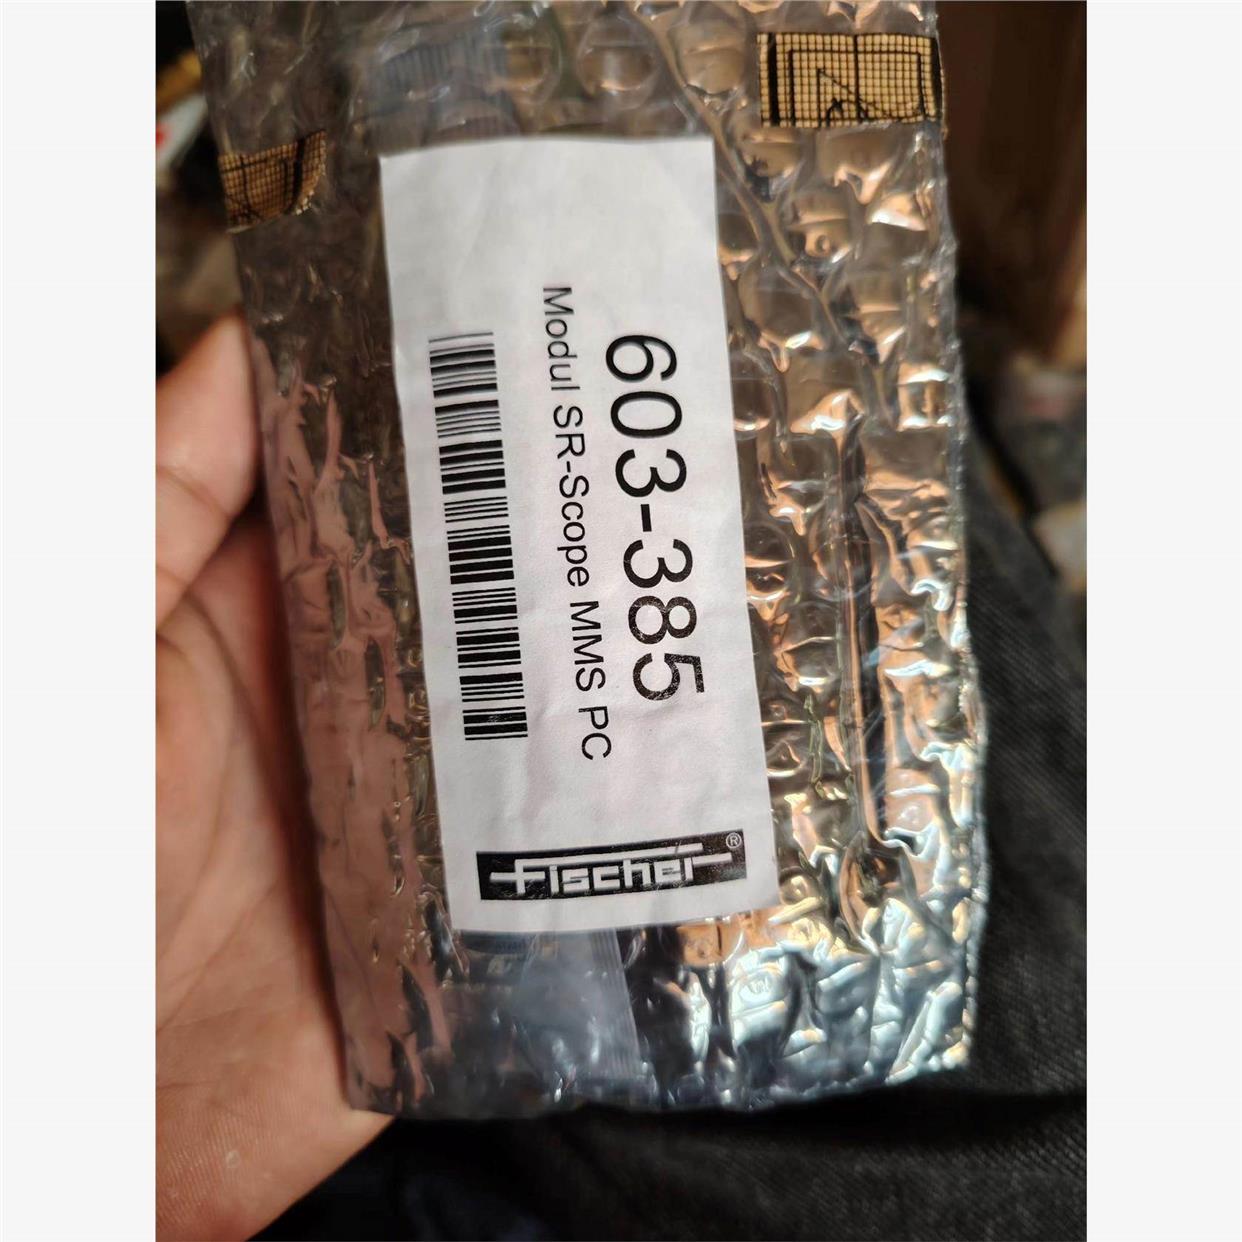 603-385
Modul SR-Scope MMS PC
Fischer®